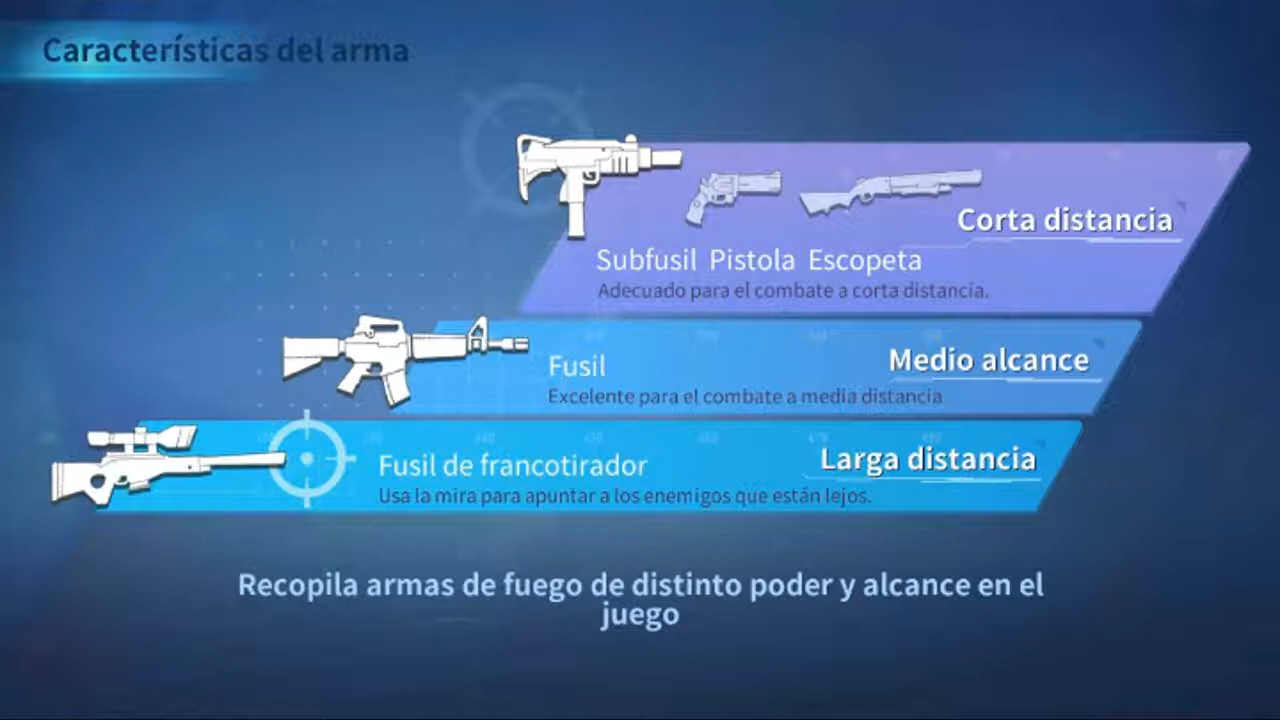 Características del arma
Corta distancia
Subfusil Pistola Escopeta
Adecuado para el combate a corta distancia.
Fusil
Medio alcance
Excelente para el combate a media distancia
Fusil de francotirador
Larga distancia
Usa la mira para apuntar a los enemigos que están lejos.
Recopila armas de fuego de distinto poder y alcance en el
juego